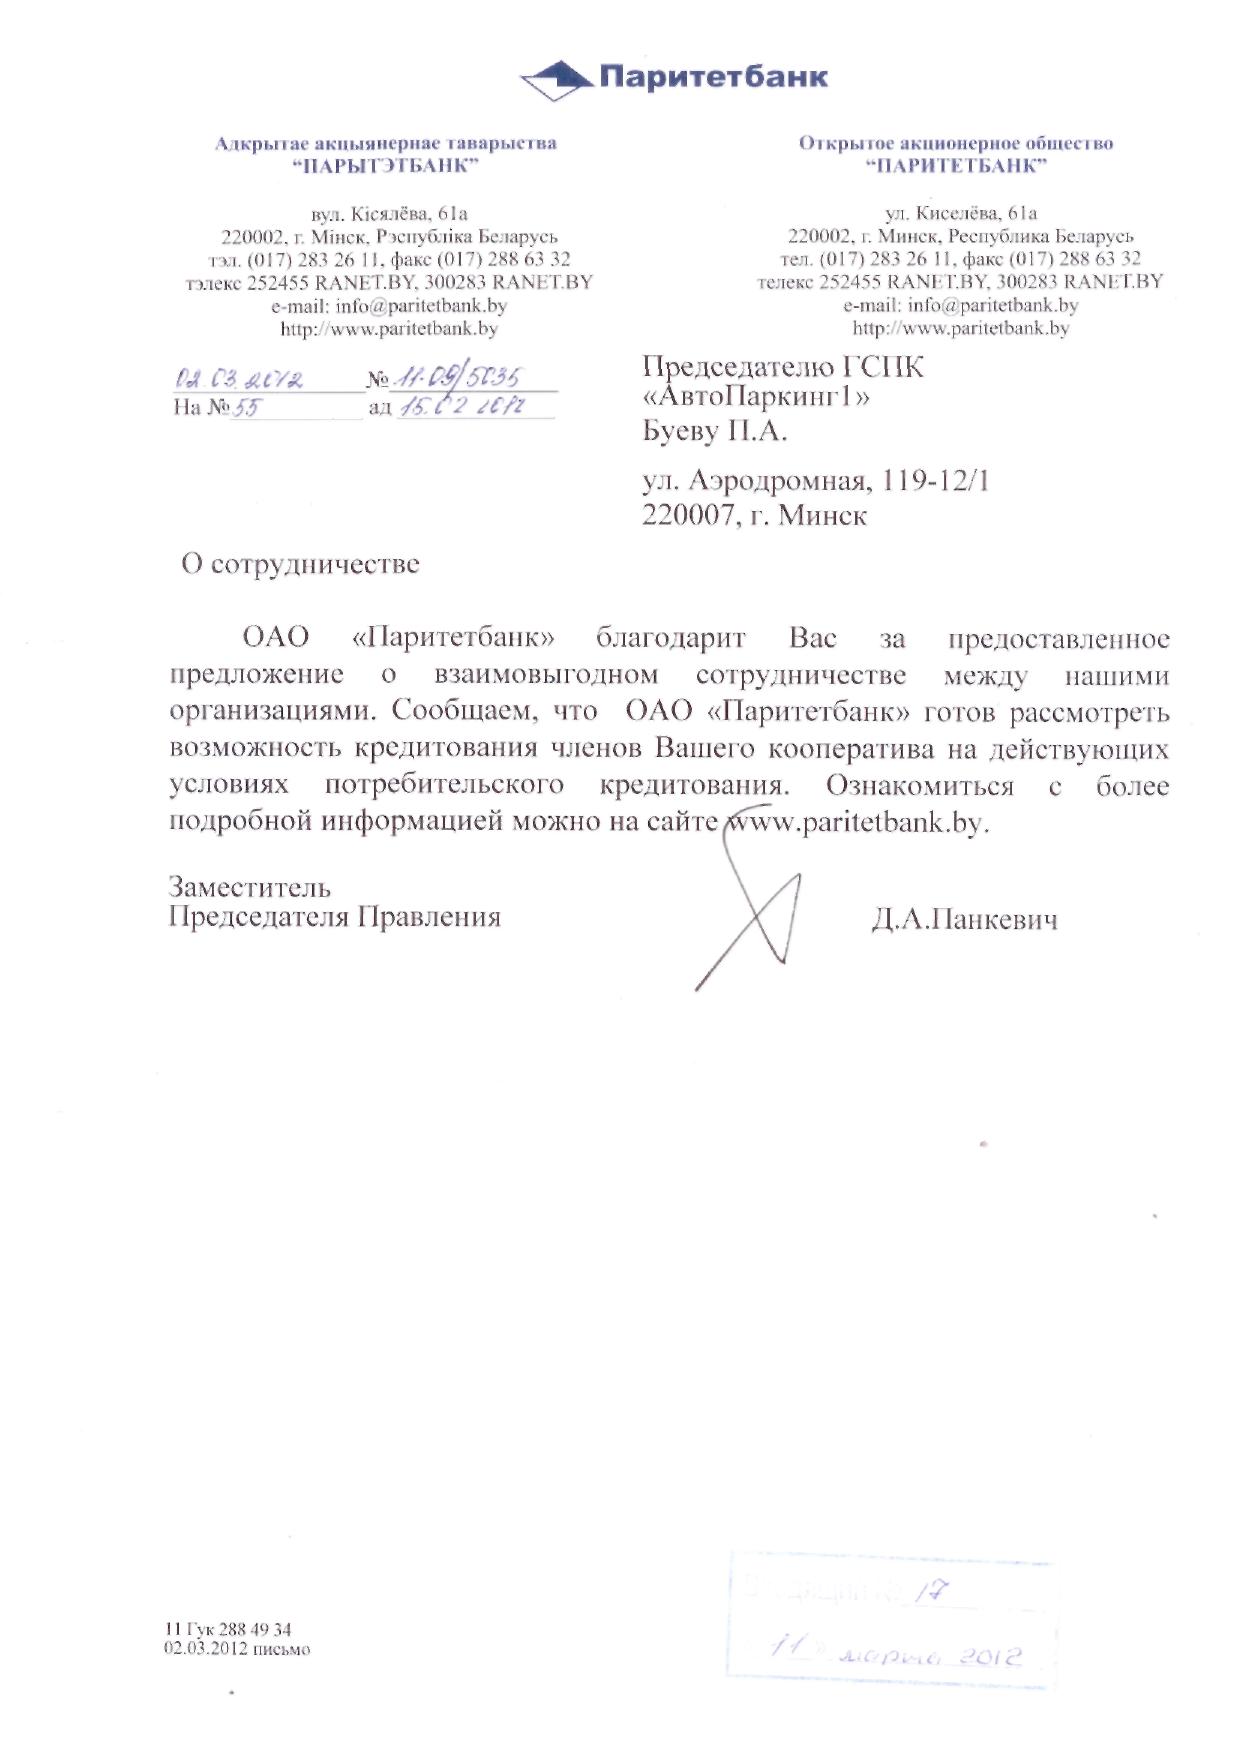 Паритетбанк
Адкрытае акцыянернае таварыства
“ПАРЫТЭТБАНК”
вул. Кісялёва, 61а
220002, г. Мінск, Рэспубліка Беларусь
тэл. (017) 283 26 11, факс (017) 288 63 32
тэлекс 252455 RANET.BY, 300283 RANET.BY
e-mail: info@paritetbank.by
http://www.paritetbank.by
Открытое акционерное общество
“ПАРИТЕТБАНК”
ул. Киселёва, 61а
220002, г. Минск, Республика Беларусь
тел. (017) 283 26 11, факс (017) 288 63 32
телекс 252455 RANET.BY, 300283 RANET.BY
e-mail: info@paritetbank.by
http://www.paritetbank.by
02.03.2012 № 11-09/5035
На № 55 ад 15.02 2012
Председателю ГСПК
«АвтоПаркинг1»
Буеву П.А.
ул. Аэродромная, 119-12/1
220007, г. Минск
О сотрудничестве
ОАО «Паритетбанк» благодарит Вас за предоставленное
предложение о взаимовыгодном сотрудничестве между нашими
организациями. Сообщаем, что ОАО «Паритетбанк» готов рассмотреть
возможность кредитования членов Вашего кооператива на действующих
условиях потребительского кредитования. Ознакомиться с более
подробной информацией можно на сайте www.paritetbank.by.
Заместитель
Председателя Правления Д.А.Панкевич
11 Гук 288 49 34
02.03.2012 письмо
17
11 » марта 2012